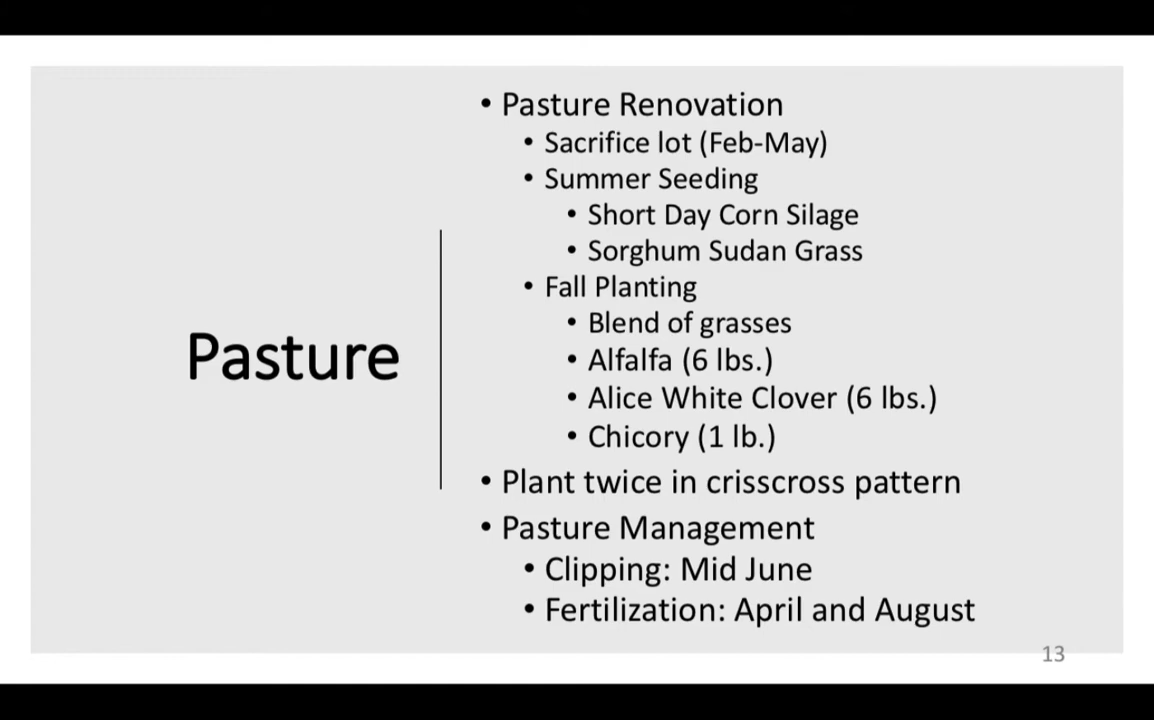 Pasture
• Pasture Renovation
• Sacrifice lot (Feb-May)
• Summer Seeding
• Short Day Corn Silage
• Sorghum Sudan Grass
• Fall Planting
• Blend of grasses
• Alfalfa (6 lbs.)
• Alice White Clover (6 lbs.)
• Chicory (1 lb.)
• Plant twice in crisscross pattern
• Pasture Management
• Clipping: Mid June
• Fertilization: April and August
13